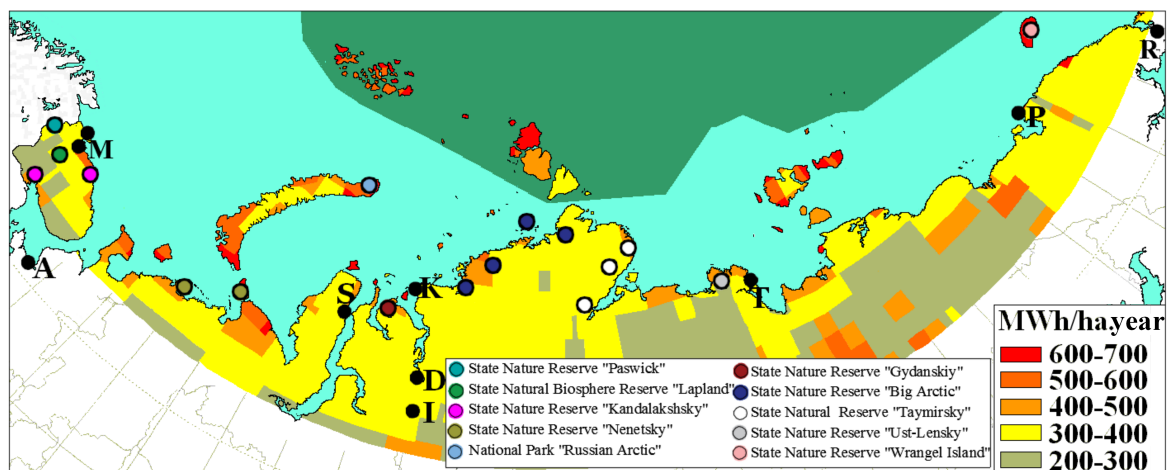 R
P
M
A
S
K
T
D
I
MWh/ha.year
600-700
500-600
400-500
300-400
200-300
State Nature Reserve "Paswick"
State Natural Biosphere Reserve "Lapland"
State Nature Reserve "Kandalakshsky"
State Nature Reserve "Nenetsky"
National Park "Russian Arctic"
State Nature Reserve "Gydanskiy"
State Nature Reserve "Big Arctic"
State Natural Reserve "Taymirsky"
State Nature Reserve "Ust-Lensky"
State Nature Reserve "Wrangel Island"